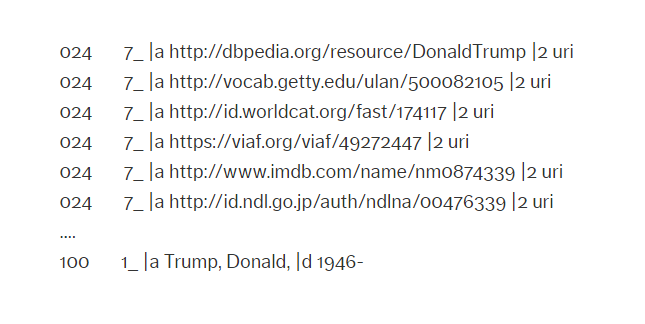 024 7_ |a http://dbpedia.org/resource/DonaldTrump |2 uri
024 7_ |a http://vocab.getty.edu/ulan/500082105 |2 uri
024 7_ |a http://id.worldcat.org/fast/174117 |2 uri
024 7_ |a https://viaf.org/viaf/49272447 |2 uri
024 7_ |a http://www.imdb.com/name/nm0874339 |2 uri
024 7_ |a http://id.ndl.go.jp/auth/ndlna/00476339 |2 uri
....
100 1_ |a Trump, Donald, |d 1946-